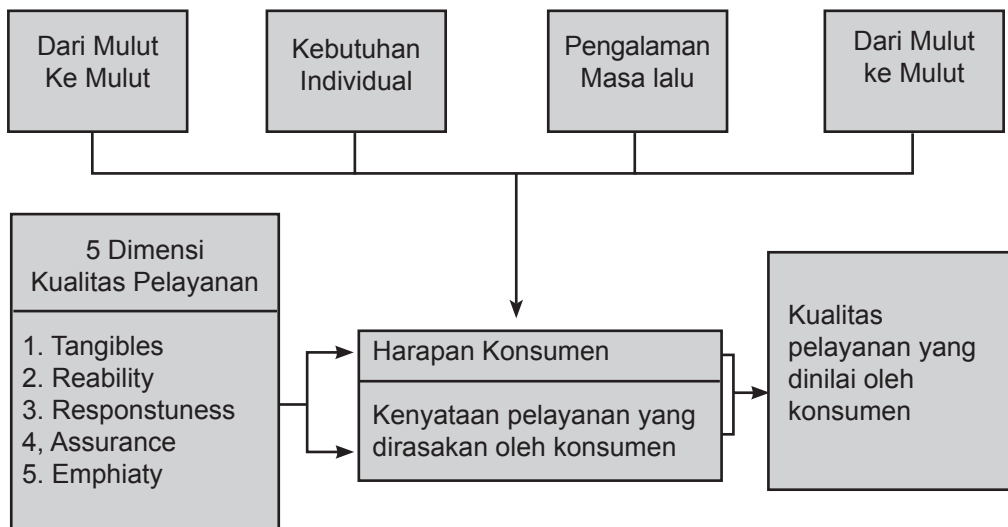 Dari Mulut
Ke Mulut
Kebutuhan
Individual
Pengalaman
Masa lalu
Dari Mulut
ke Mulut
5 Dimensi
Kualitas Pelayanan
1. Tangibles
2. Reability
3. Responstuness
4, Assurance
5. Emphiaty
Harapan Konsumen
Kenyataan pelayanan yang
dirasakan oleh konsumen
Kualitas
pelayanan yang
dinilai oleh
konsumen